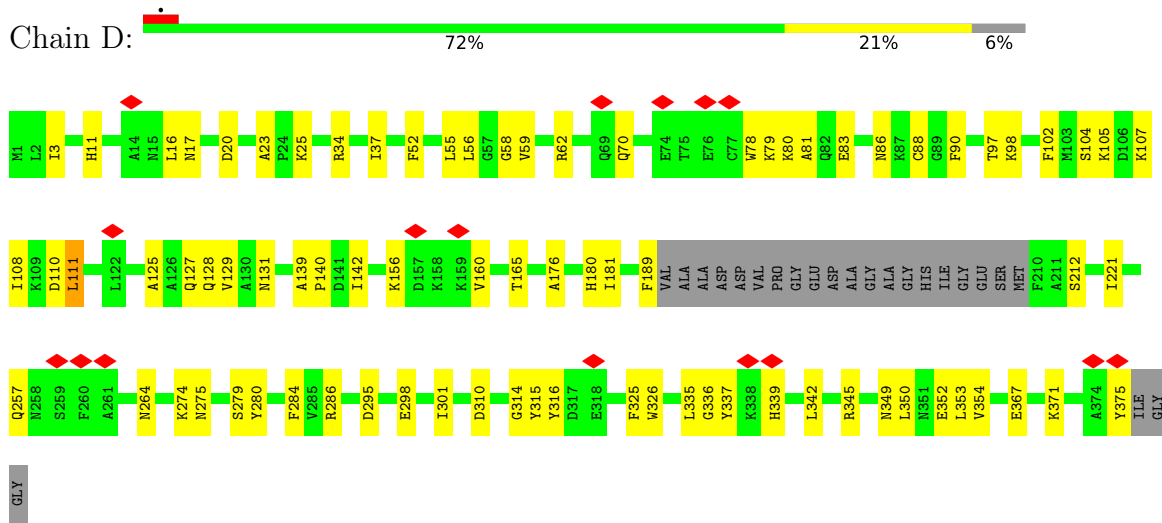 Chain D:
72% 21% 6%
M1 L2 I3 H11 A14 N15 L16 N17 D20 A23 P24 K25 R34 I37 F52 L55 L56 G57 G58 V59 R62 Q69 Q70 E74 T75 E76 C77 W78 K79 K80 A81 Q82 E83 N86 K87 C88 G89 F90 T97 K98 F102 M103 S104 K105 D106 K107
I108 K109 D110 L111 L122 A125 A126 Q127 Q128 V129 A130 N131 A139 P140 D141 I142 K156 D157 K158 K159 V160 T165 A176 H180 I181 F189 VAL ALA ALA ASP ASP VAL PRO GLY GLU ASP ALA GLY ALA GLY HIS ILE GLY GLU SER MET F210 A211 S212 I221
Q257 N258 S259 F260 A261 N264 K274 N275 S279 Y280 F284 V285 R286 D295 E298 I301 D310 G314 Y315 Y316 D317 E318 F325 W326 L335 G336 Y337 K338 H339 L342 R345 N349 L350 N351 E352 L353 V354 E367 K371 A374 Y375 ILE GLY
GLY